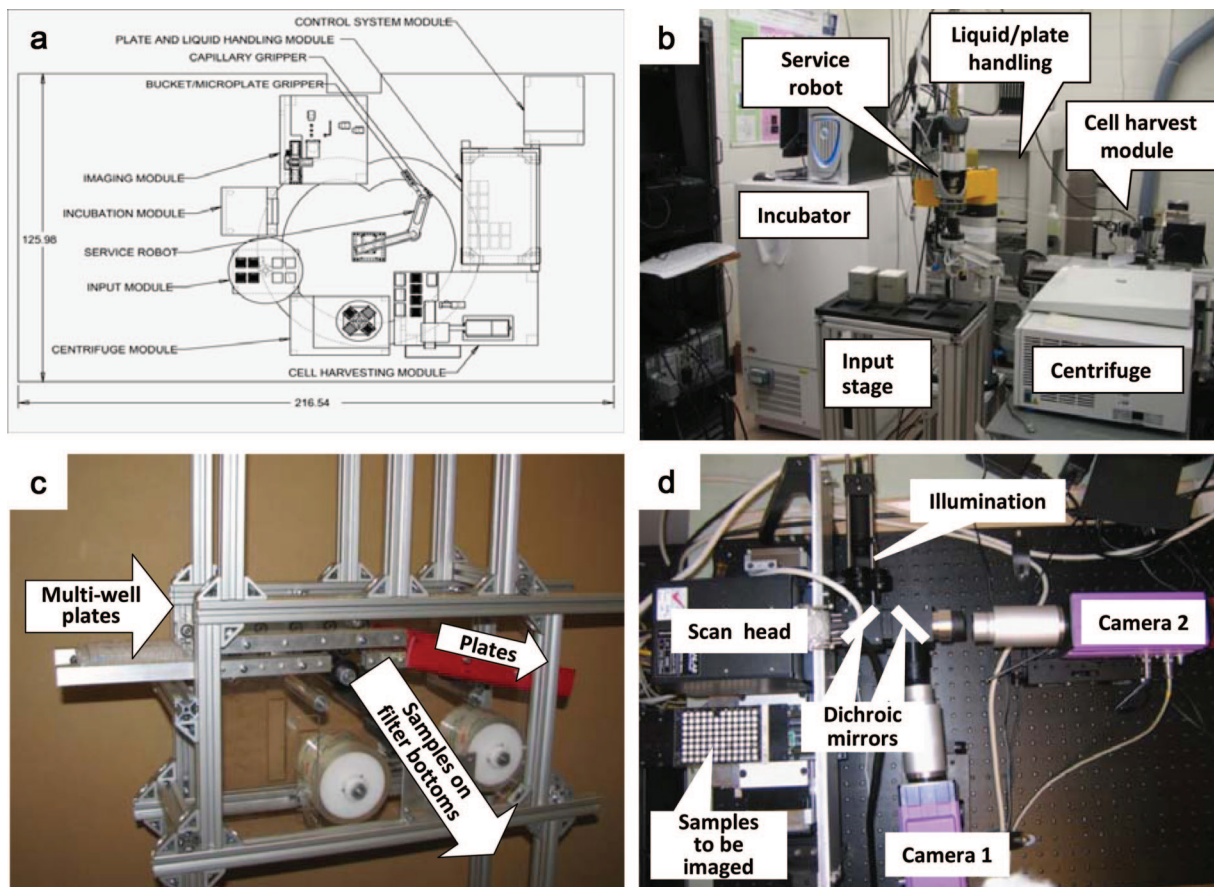 a
CONTROL SYSTEM MODULE
PLATE AND LIQUID HANDLING MODULE
CAPILLARY GRIPPER
BUCKET/MICROPLATE GRIPPER
IMAGING MODULE
INCUBATION MODULE
125.98
SERVICE ROBOT
INPUT MODULE
CENTRIFUGE MODULE
CELL HARVESTING MODULE
216.54
b
Liquid/plate
handling
Service
robot
Cell harvest
module
Incubator
Input
stage
Centrifuge
c
Multi-well
plates
Plates
Samples on
filter bottoms
d
Illumination
Scan head
Camera 2
Dichroic
mirrors
Samples
to be
imaged
Camera 1